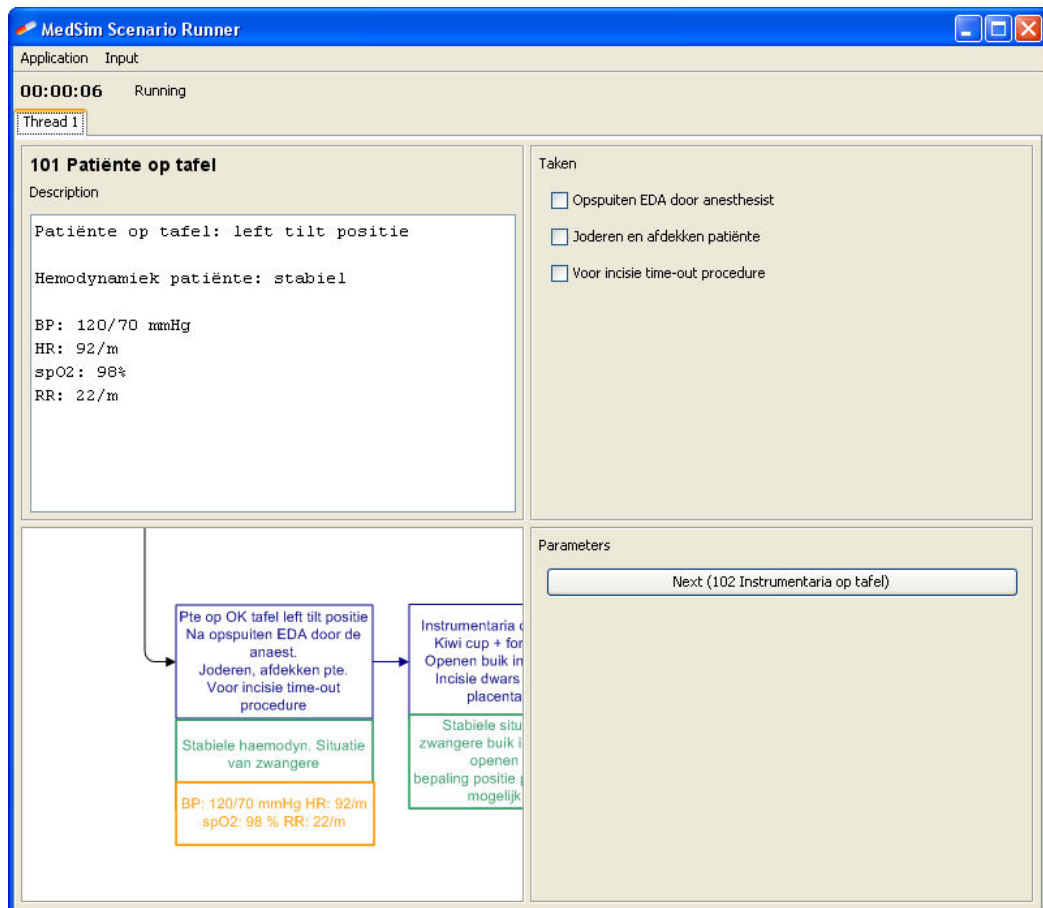 MedSim Scenario Runner
Application Input
00:00:06 Running
Thread 1
101 Patiënte op tafel
Description
Patiënte op tafel: left tilt positie
Hemodynamiek patiënte: stabiel
BP: 120/70 mmHg
HR: 92/m
spO2: 98%
RR: 22/m
Taken
Opspuiten EDA door anesthesist
Joderen en afdekken patiënte
Voor incisie time-out procedure
Pte op OK tafel left tilt positie
Na opspuiten EDA door de
anaest.
Joderen, afdekken pte.
Voor incisie time-out
procedure
Stabiele haemodyn. Situatie
van zwangere
BP: 120/70 mmHg HR: 92/m
spO2: 98 % RR: 22/m
Instrumentaria
Kiwi cup +
Openen buik
Incisie dwars
placenta
Stabiele
zwangere buik
openen
bepaling positie
mogelijk
Parameters
Next (102 Instrumentaria op tafel)